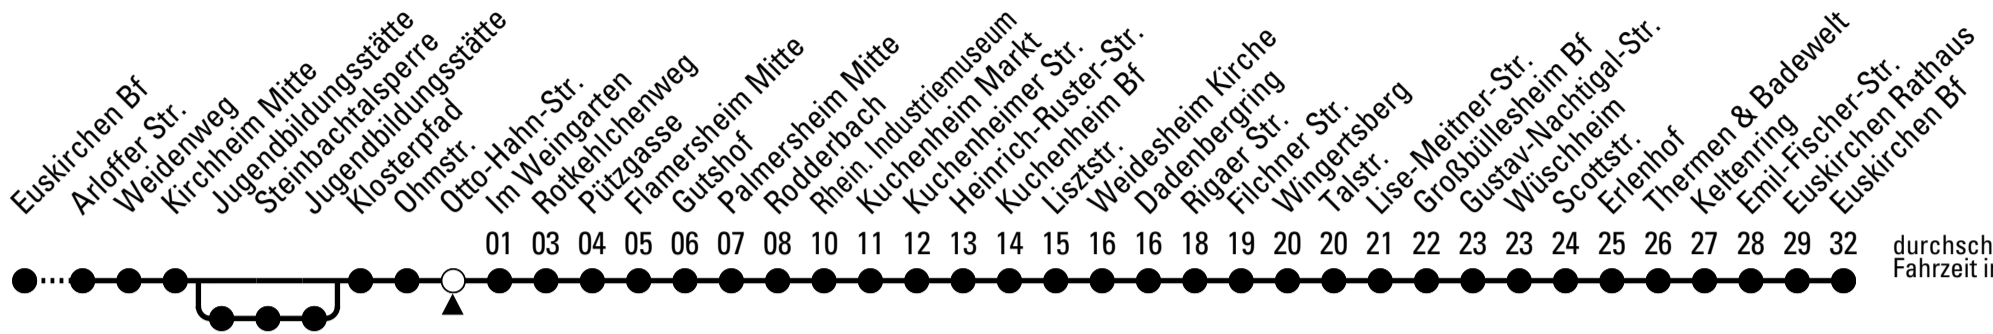 Euskirchen Bf
Arloffer Str.
Weidenweg
Kirchheim Mitte
Jugendbildungsstätte
Steinbachtalsperre
Jugendbildungsstätte
Klosterpfad
Ohmstr.
Otto-Hahn-Str.
Im Weingarten
Rotkehlchenweg
Pützgasse
Flamersheim Mitte
Gutshof
Palmersheim Mitte
Rodderbach
Rhein. Industriemuseum
Kuchenheim Markt
Kuchenheimer Str.
Heinrich-Ruster-Str.
Kuchenheim Bf
Lisztstr.
Weidesheim Kirche
Dadenbergring
Rigaer Str.
Filchner Str.
Wingertsberg
Talstr.
Lise-Meitner-Str.
Großbüllesheim Bf
Gustav-Nachtigal-Str.
Wüschheim
Scottstr.
Erlenhof
Thermen & Badewelt
Keltenring
Emil-Fischer-Str.
Euskirchen Rathaus
Euskirchen Bf
01 03 04 05 06 07 08 10 11 12 13 14 15 16 16 18 19 20 20 21 22 23 23 24 25 26 27 28 29 32
durchsch
Fahrzeit i